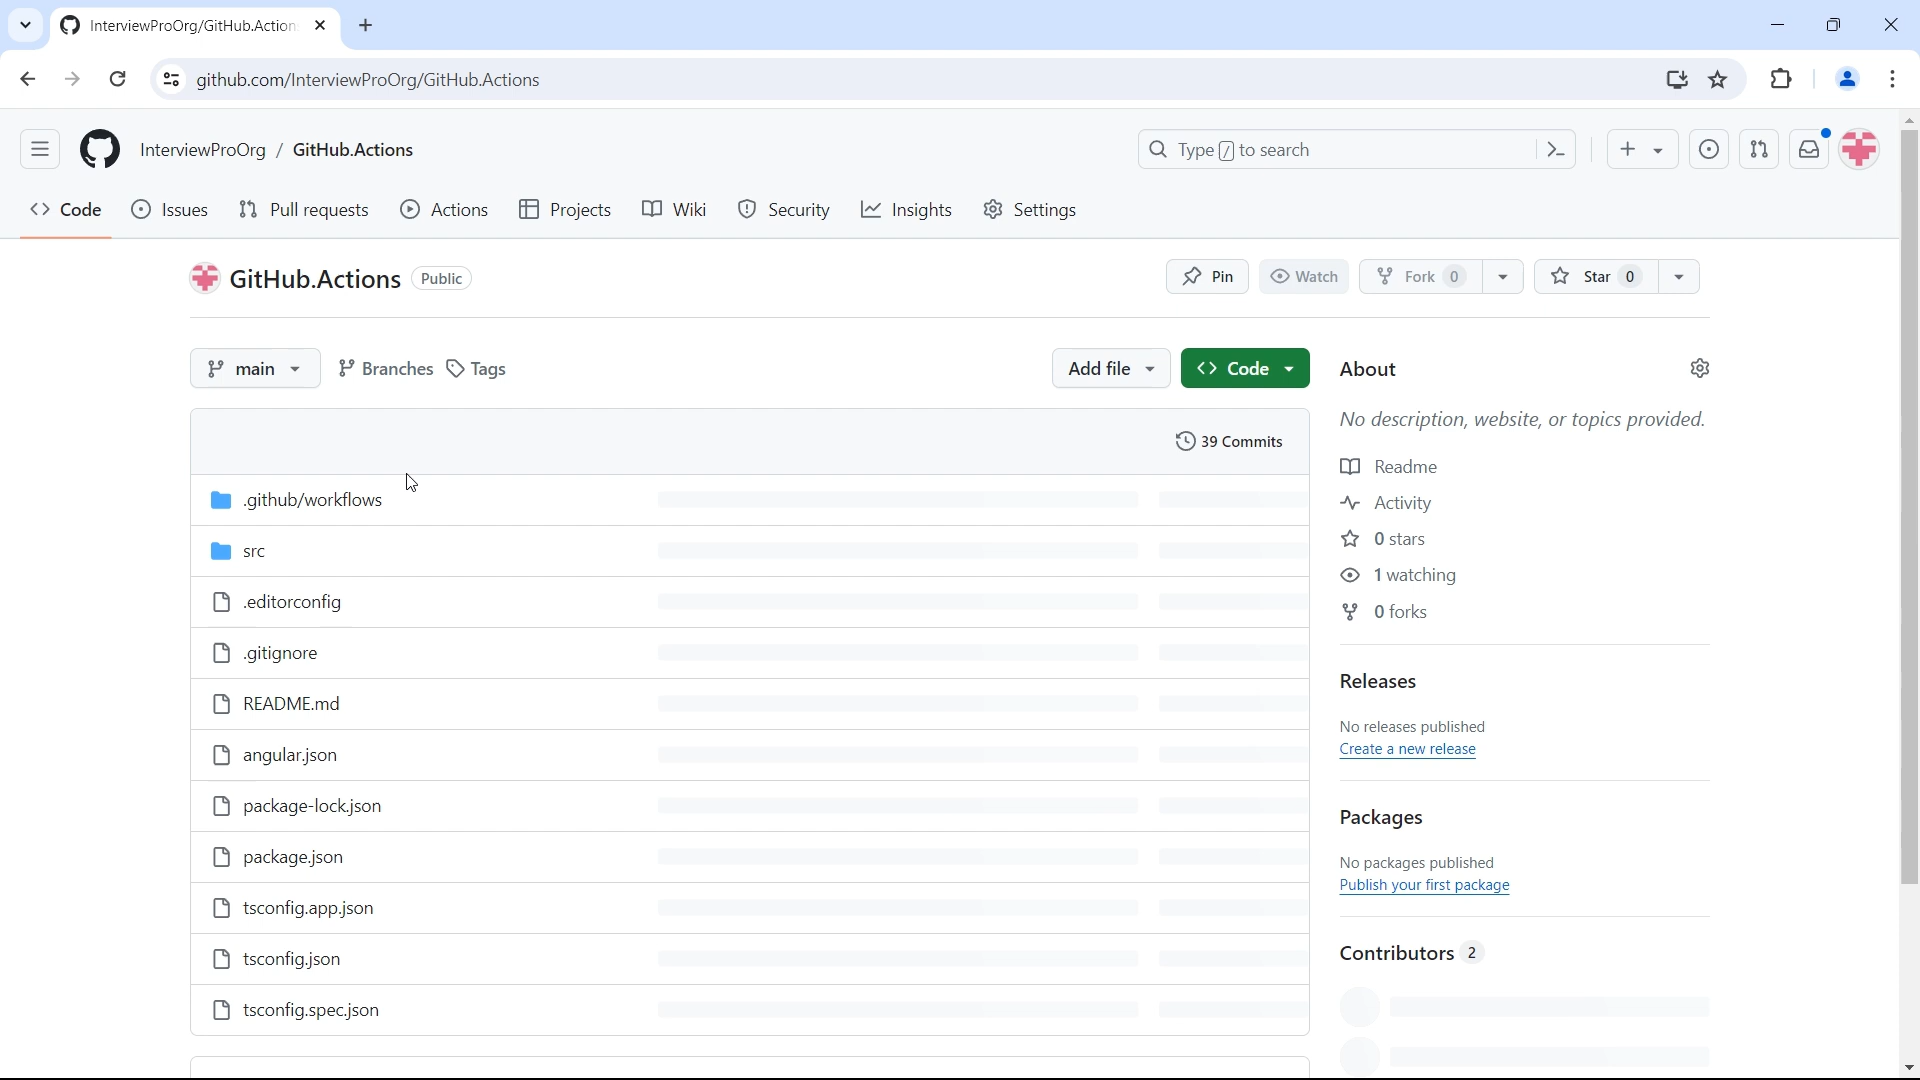 InterviewProOrg/GitHub.Action
github.com/InterviewProOrg/GitHub.Actions
InterviewProOrg / GitHub.Actions
Type / to search
Code Issues Pull requests Actions Projects Wiki Security Insights Settings
GitHub.Actions Public
Pin Watch Fork 0 Star 0
main Branches Tags Add file Code
39 Commits
.github/workflows
src
.editorconfig
.gitignore
README.md
angular.json
package-lock.json
package.json
tsconfig.app.json
tsconfig.json
tsconfig.spec.json
About
No description, website, or topics provided.
Readme
Activity
0 stars
1 watching
0 forks
Releases
No releases published
Create a new release
Packages
No packages published
Publish your first package
Contributors 2